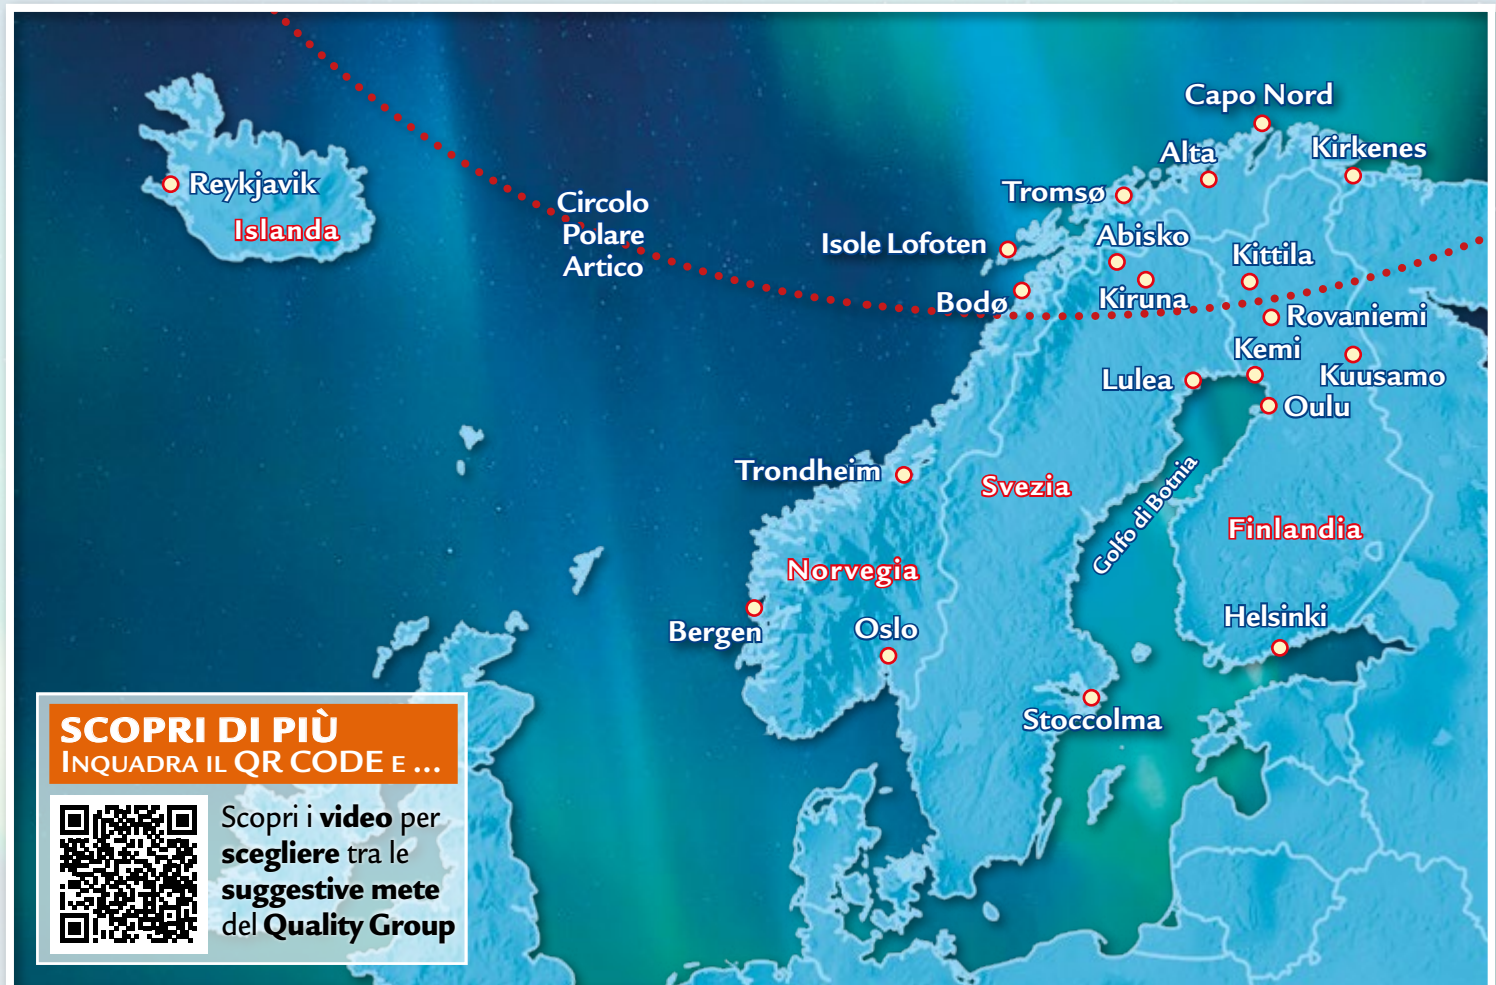 Capo Nord
Alta
Kirkenes
Tromsø
Reykjavik
Islanda
Circolo
Polare
Artico
Isole Lofoten
Abisko
Kittila
Bodø
Kiruna
Rovaniemi
Kemi
Lulea
Kuusamo
Oulu
Trondheim
Svezia
Golfo di Botnia
Finlandia
Norvegia
Bergen
Oslo
Helsinki
Stoccolma
SCOPRI DI PIÙ
INQUADRA IL QR CODE E ...
Scopri i video per
scegliere tra le
suggestive mete
del Quality Group